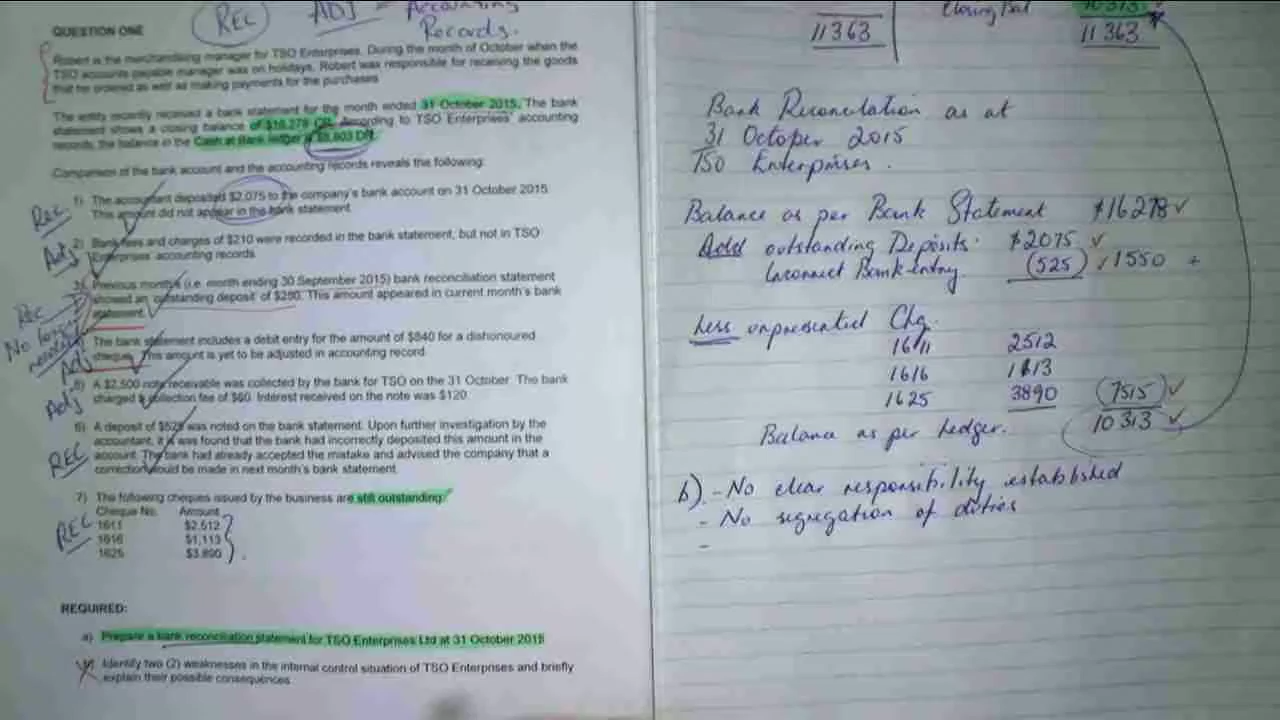 QUESTION ONE
REC ADJ = Accounting
Records.
Robert is the merchandising manager for TSO Enterprises. During the month of October when the
TSO accounts payable manager was on holidays, Robert was responsible for receiving the goods
that he ordered as well as making payments for the purchases
The entity recently received a bank statement for the month ended 31 October 2015. The bank
statement shows a closing balance of $16,278 CR. According to TSO Enterprises' accounting
records, the balance in the Cash at Bank ledger is DR.
Comparison of the bank account and the accounting records reveals the following:
Rec
1) The accountant deposited $2,075 to the company's bank account on 31 October 2015.
This amount did not appear in the bank statement.
Adj
2) Bank fees and charges of $210 were recorded in the bank statement, but not in TSO
Enterprises' accounting records.
Rec
No longer
necessary
Previous month's (i.e. month ending 30 September 2015) bank reconciliation statement
showed an outstanding deposit of $250. This amount appeared in current month's bank
statement.
Adj
The bank statement includes a debit entry for the amount of $840 for a dishonoured
cheque. This amount is yet to be adjusted in accounting record.
Adj
5) A $2,500 note receivable was collected by the bank for TSO on the 31 October. The bank
charged a collection fee of $60. Interest received on the note was $120.
REC
6) A deposit of $525 was noted on the bank statement. Upon further investigation by the
accountant, it is was found that the bank had incorrectly deposited this amount in the
account. The bank had already accepted the mistake and advised the company that a
correction would be made in next month's bank statement.
7) The following cheques issued by the business are still outstanding:
Cheque No. Amount
REC
1611 $2,512
1616 $1,113
1625 $3,890
REQUIRED:
a) Prepare a bank reconciliation statement for TSO Enterprises Ltd at 31 October 2015
Identify two (2) weaknesses in the internal control situation of TSO Enterprises and briefly
explain their possible consequences
Closing Bal 10313
11363 11363
Bank Reconciliation as at
31 October 2015
TSO Enterprises.
Balance as per Bank Statement $16278
Add outstanding Deposits: $2075
Incorrect Bank entry (525) 1550 +
Less unpresented Chq.
1611 2512
1616 1113
1625 3890 (7515)
Balance as per Ledger. 10313
b) - No clear responsibility established
- No segregation of duties
-